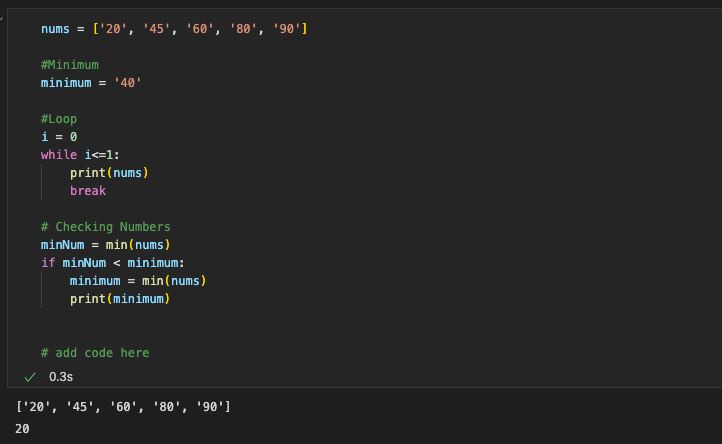 nums = ['20', '45', '60', '80', '90']
#Minimum
minimum = '40'
#Loop
i = 0
while i<=1:
    print(nums)
    break
# Checking Numbers
minNum = min(nums)
if minNum < minimum:
    minimum = min(nums)
    print(minimum)
# add code here
0.3s
['20', '45', '60', '80', '90']
20